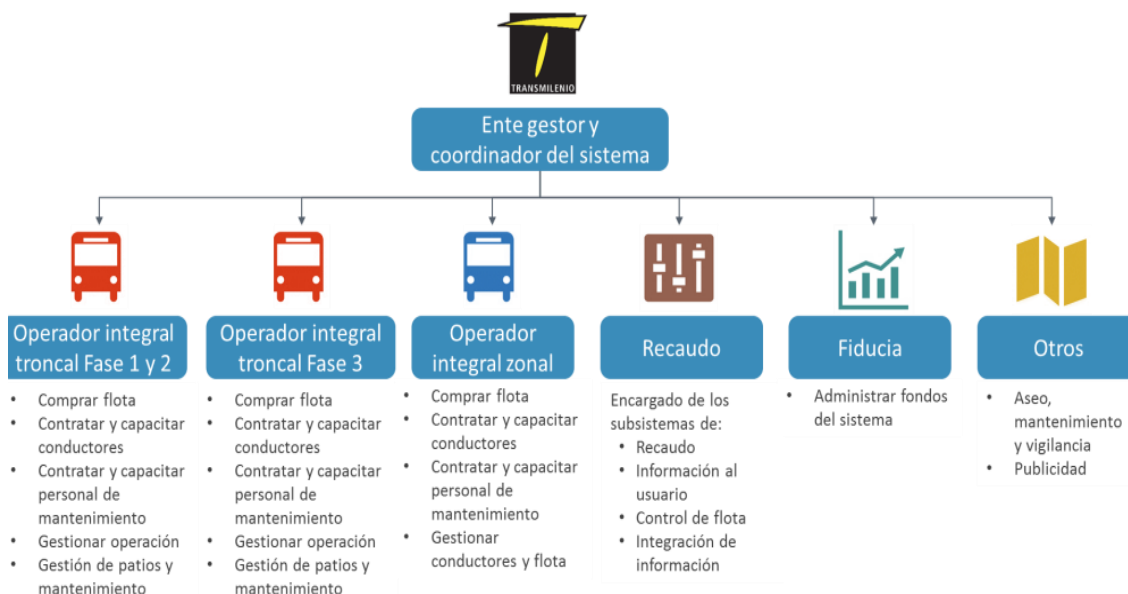 TRANSMILENIO
Ente gestor y
coordinador del sistema
Operador integral
troncal Fase 1 y 2
• Comprar flota
• Contratar y capacitar
conductores
• Contratar y capacitar
personal de
mantenimiento
• Gestionar operación
• Gestión de patios y
mantenimiento
Operador integral
troncal Fase 3
• Comprar flota
• Contratar y capacitar
conductores
• Contratar y capacitar
personal de
mantenimiento
• Gestionar operación
• Gestión de patios y
mantenimiento
Operador
integral zonal
• Comprar flota
• Contratar y capacitar
conductores
• Contratar y capacitar
personal de
mantenimiento
• Gestionar
conductores y flota
Recaudo
Encargado de los
subsistemas de:
• Recaudo
• Información al
usuario
• Control de flota
• Integración de
información
Fiducia
• Administrar fondos
del sistema
Otros
• Aseo,
mantenimiento
y vigilancia
• Publicidad